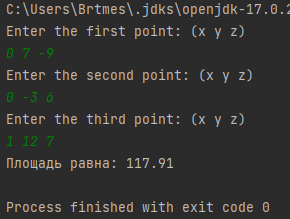 C:\Users\Brtmes\.jdks\openjdk-17.0.2
Enter the first point: (x y z)
0 7 -9
Enter the second point: (x y z)
0 -3 6
Enter the third point: (x y z)
1 12 7
Площадь равна: 117.91
Process finished with exit code 0